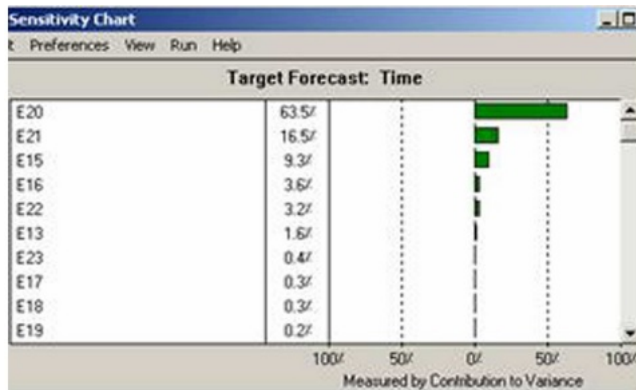 Sensitivity Chart
t Preferences View Run Help
Target Forecast: Time
E20 63.5%
E21 16.5%
E15 9.3%
E16 3.6%
E22 3.2%
E13 1.6%
E23 0.4%
E17 0.3%
E18 0.3%
E19 0.2%
100% 50% 0% 50% 100%
Measured by Contribution to Variance